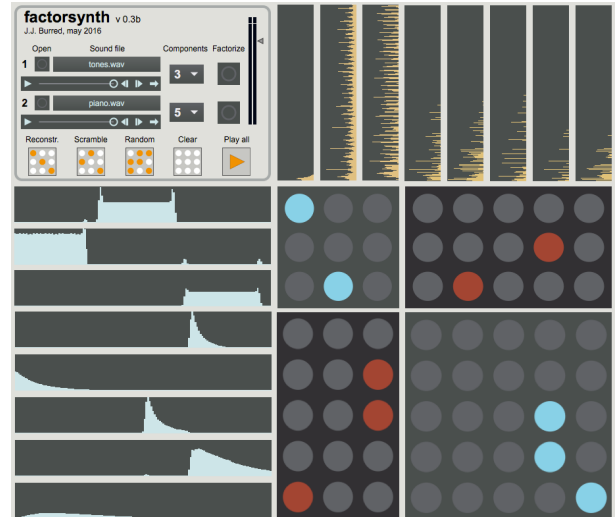 factorsynth v 0.3b
J.J. Burred, may 2016
Open Sound file Components Factorize
1 tones.wav
3
2 piano.wav
5
Reconstr. Scramble Random Clear Play all